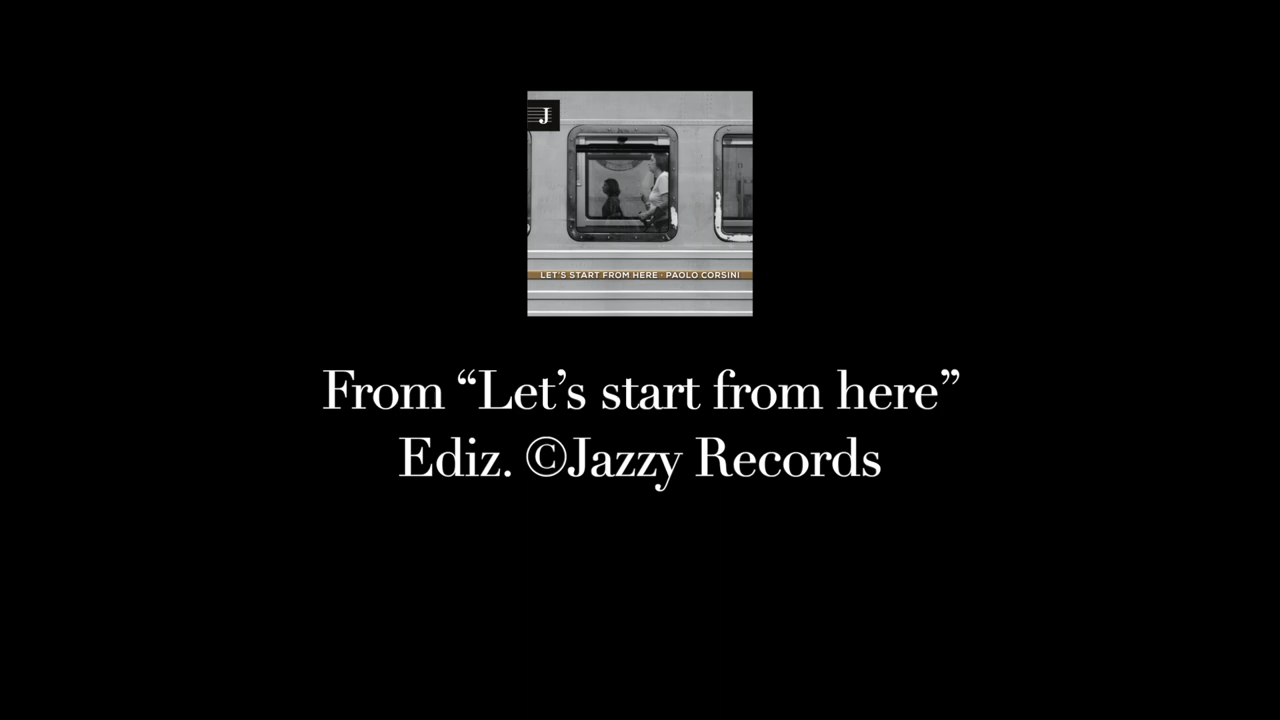 J
LET'S START FROM HERE - PAOLO CORSINI
From “Let’s start from here”
Ediz. ©Jazzy Records